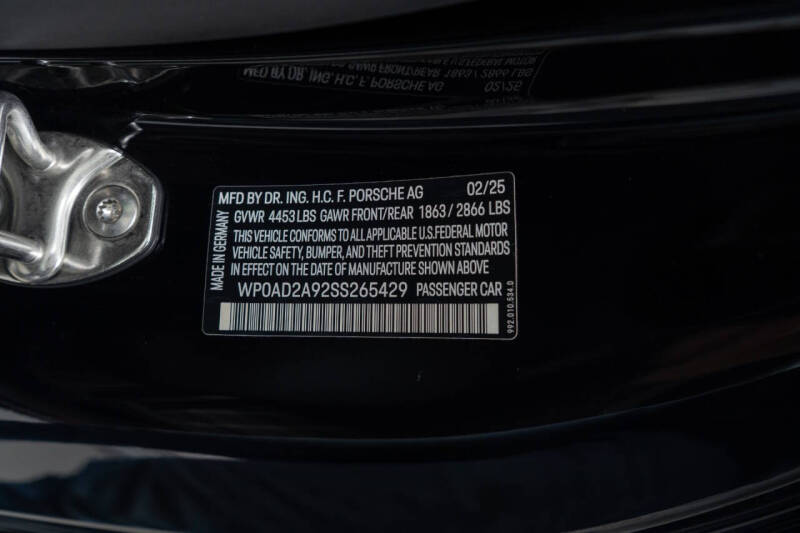 MFD BY DR. ING. H.C. F. PORSCHE AG 02/25
GVWR 4453 LBS GAWR FRONT/REAR 1863 / 2866 LBS
THIS VEHICLE CONFORMS TO ALL APPLICABLE U.S. FEDERAL MOTOR
VEHICLE SAFETY, BUMPER, AND THEFT PREVENTION STANDARDS
IN EFFECT ON THE DATE OF MANUFACTURE SHOWN ABOVE
WP0AD2A92SS265429 PASSENGER CAR
MADE IN GERMANY
992.010.534.D